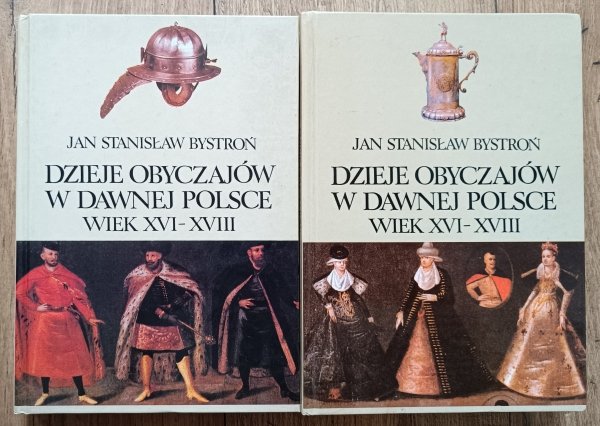 JAN STANISŁAW BYSTROŃ
DZIEJE OBYCZAJÓW
W DAWNEJ POLSCE
WIEK XVI–XVIII
JAN STANISŁAW BYSTROŃ
DZIEJE OBYCZAJÓW
W DAWNEJ POLSCE
WIEK XVI–XVIII